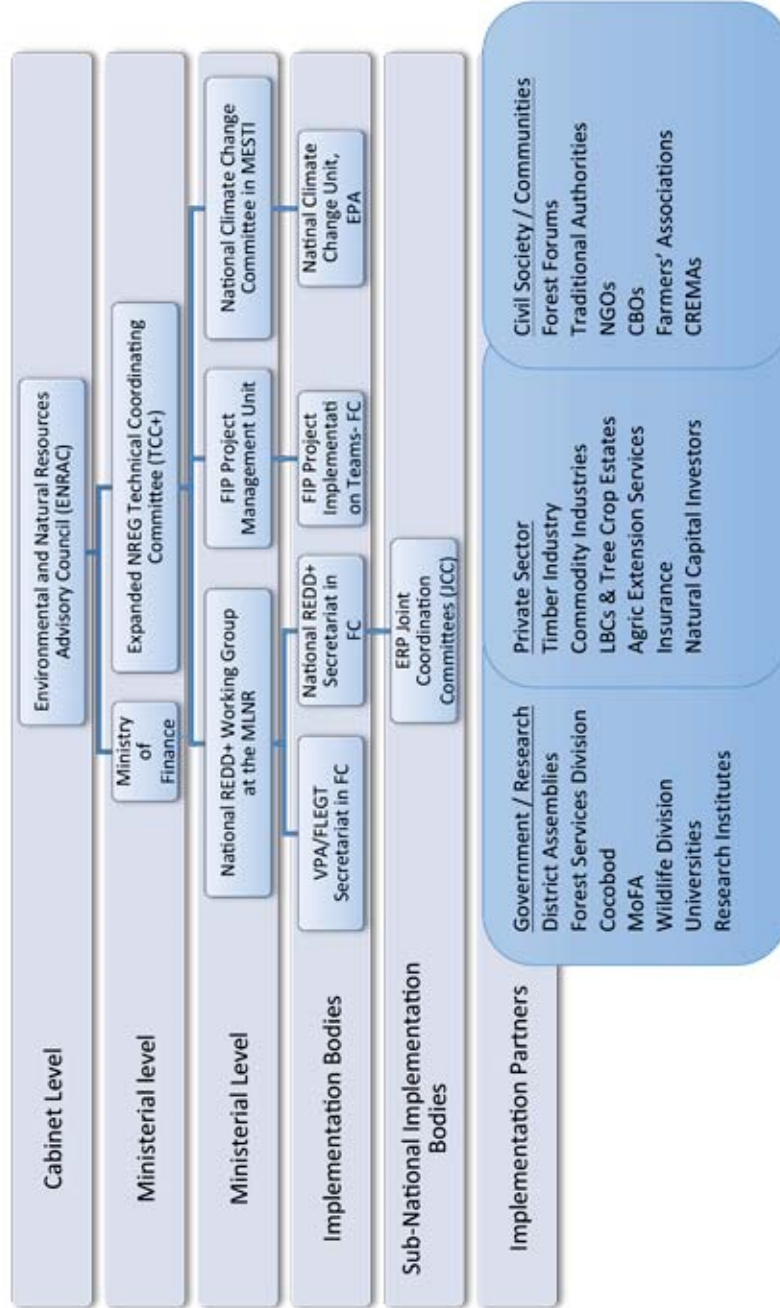 Cabinet Level
Environmental and Natural Resources
Advisory Council (ENRAC)
Ministerial level
Ministry
of
Finance
Expanded NREG Technical Coordinating
Committee (TCC+)
Ministerial Level
National REDD+ Working Group
at the MLNR
FIP Project
Management Unit
National Climate Change
Committee in MESTI
Implementation Bodies
VPA/FLEGT
Secretariat in FC
National REDD+
Secretariat in
FC
FIP Project
Implementati
on Teams- FC
Natinal Climate
Change Unit,
EPA
Sub-National Implementation
Bodies
ERP Joint
Coordination
Committees (JCC)
Implementation Partners
Government / Research
District Assemblies
Forest Services Division
Cocobod
MoFA
Wildlife Division
Universities
Research Institutes
Private Sector
Timber Industry
Commodity Industries
LBCs & Tree Crop Estates
Agric Extension Services
Insurance
Natural Capital Investors
Civil Society / Communities
Forest Forums
Traditional Authorities
NGOs
CBOs
Farmers' Associations
CREMAs